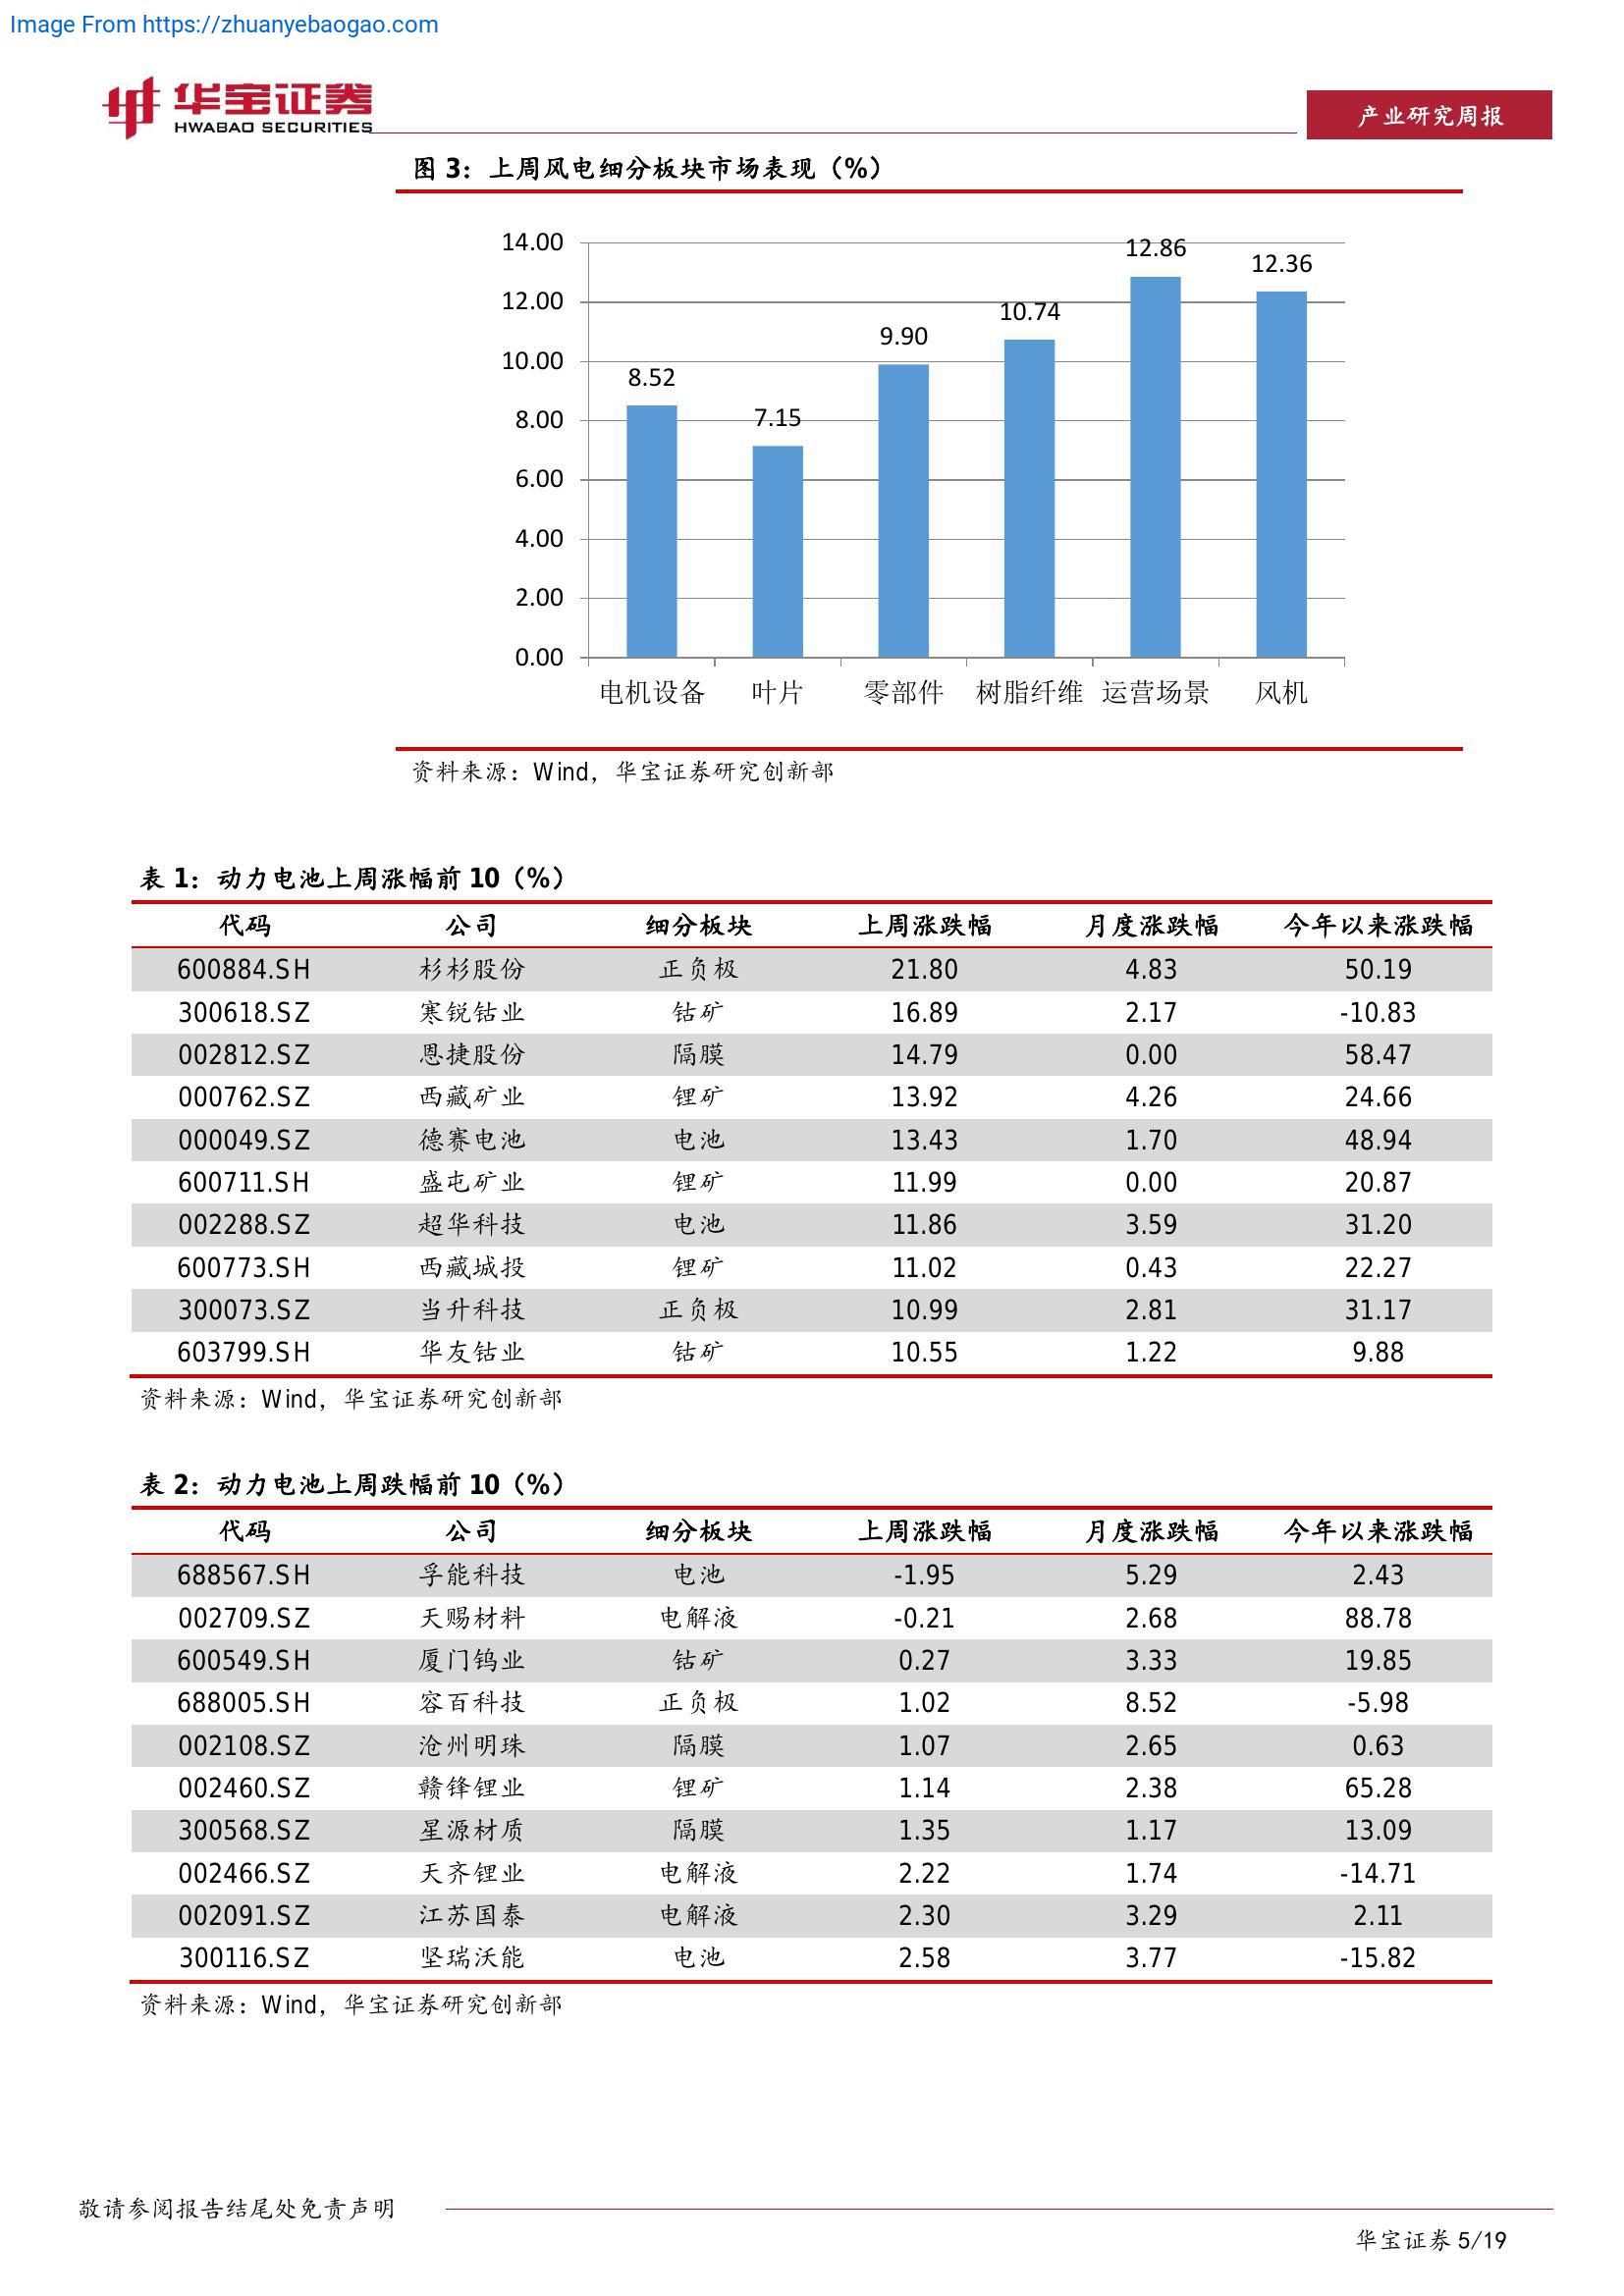 Image From https://zhuanyebaogao.com
华宝证券
HWABAO SECURITIES
产业研究周报
图 3：上周风电细分板块市场表现（%）
14.00
12.00
10.00
8.00
6.00
4.00
2.00
0.00
8.52
7.15
9.90
10.74
12.86
12.36
电机设备 叶片 零部件 树脂纤维 运营场景 风机
资料来源：Wind，华宝证券研究创新部
表 1：动力电池上周涨幅前 10（%）
代码 公司 细分板块 上周涨跌幅 月度涨跌幅 今年以来涨跌幅
600884.SH 杉杉股份 正负极 21.80 4.83 50.19
300618.SZ 寒锐钴业 钴矿 16.89 2.17 -10.83
002812.SZ 恩捷股份 隔膜 14.79 0.00 58.47
000762.SZ 西藏矿业 锂矿 13.92 4.26 24.66
000049.SZ 德赛电池 电池 13.43 1.70 48.94
600711.SH 盛屯矿业 锂矿 11.99 0.00 20.87
002288.SZ 超华科技 电池 11.86 3.59 31.20
600773.SH 西藏城投 锂矿 11.02 0.43 22.27
300073.SZ 当升科技 正负极 10.99 2.81 31.17
603799.SH 华友钴业 钴矿 10.55 1.22 9.88
资料来源：Wind，华宝证券研究创新部
表 2：动力电池上周跌幅前 10（%）
代码 公司 细分板块 上周涨跌幅 月度涨跌幅 今年以来涨跌幅
688567.SH 孚能科技 电池 -1.95 5.29 2.43
002709.SZ 天赐材料 电解液 -0.21 2.68 88.78
600549.SH 厦门钨业 钴矿 0.27 3.33 19.85
688005.SH 容百科技 正负极 1.02 8.52 -5.98
002108.SZ 沧州明珠 隔膜 1.07 2.65 0.63
002460.SZ 赣锋锂业 锂矿 1.14 2.38 65.28
300568.SZ 星源材质 隔膜 1.35 1.17 13.09
002466.SZ 天齐锂业 电解液 2.22 1.74 -14.71
002091.SZ 江苏国泰 电解液 2.30 3.29 2.11
300116.SZ 坚瑞沃能 电池 2.58 3.77 -15.82
资料来源：Wind，华宝证券研究创新部
敬请参阅报告结尾处免责声明
华宝证券 5/19